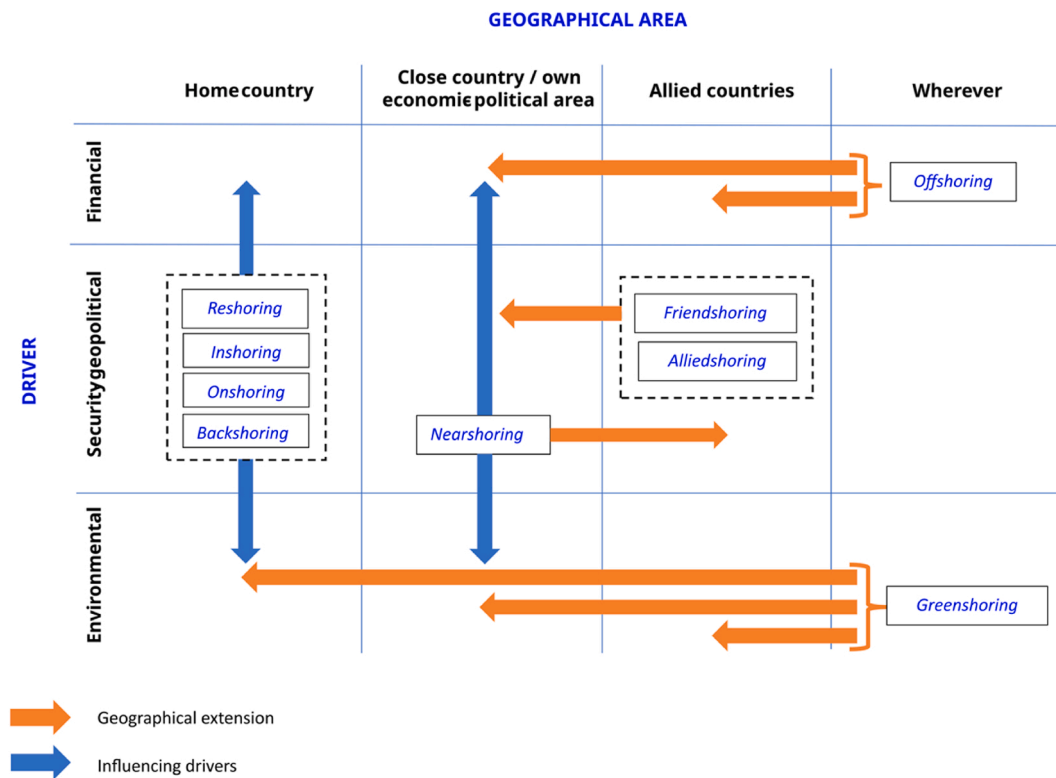 GEOGRAPHICAL AREA
Home country
Close country / own
economic political area
Allied countries
Wherever
DRIVER
Financial
Offshoring
Security geopolitical
Reshoring
Inshoring
Onshoring
Backshoring
Nearshoring
Friendshoring
Alliedshoring
Environmental
Greenshoring
Geographical extension
Influencing drivers